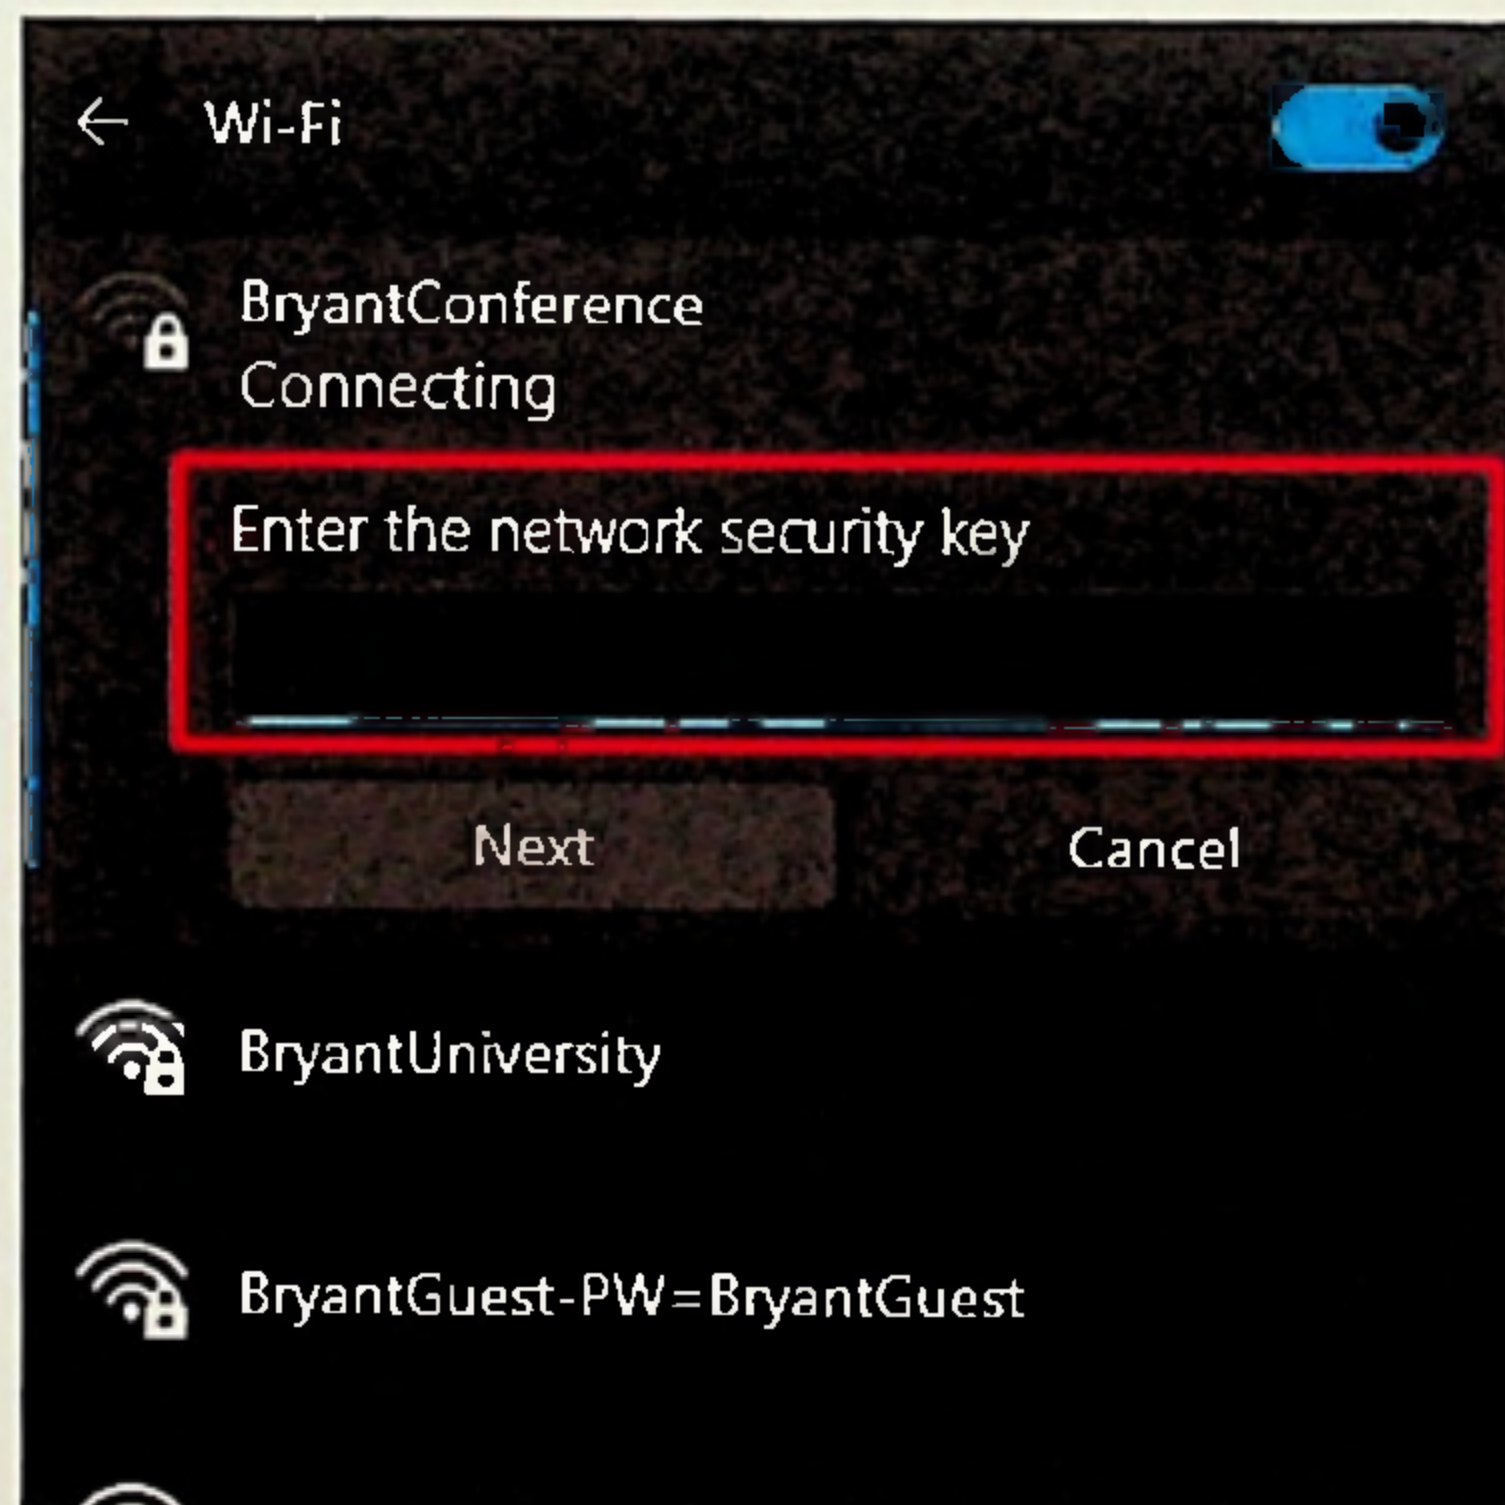 Wi-Fi
BryantConference
Connecting
Enter the network security key
Next
Cancel
BryantUniversity
BryantGuest-PW=BryantGuest